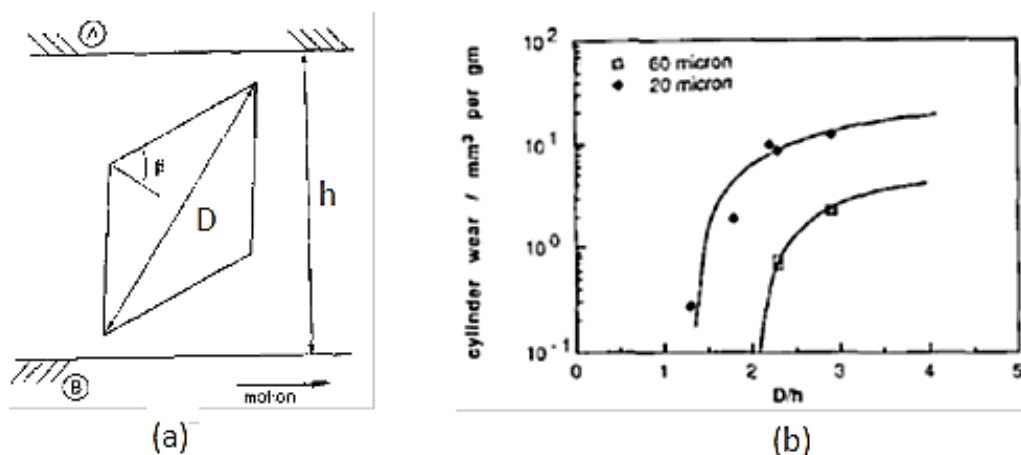 A
β
D
h
B
motion
(a)
cylinder wear / mm³ per gm
10²
10¹
10⁰
10⁻¹
60 micron
20 micron
0 1 2 3 4 5
D/h
(b)